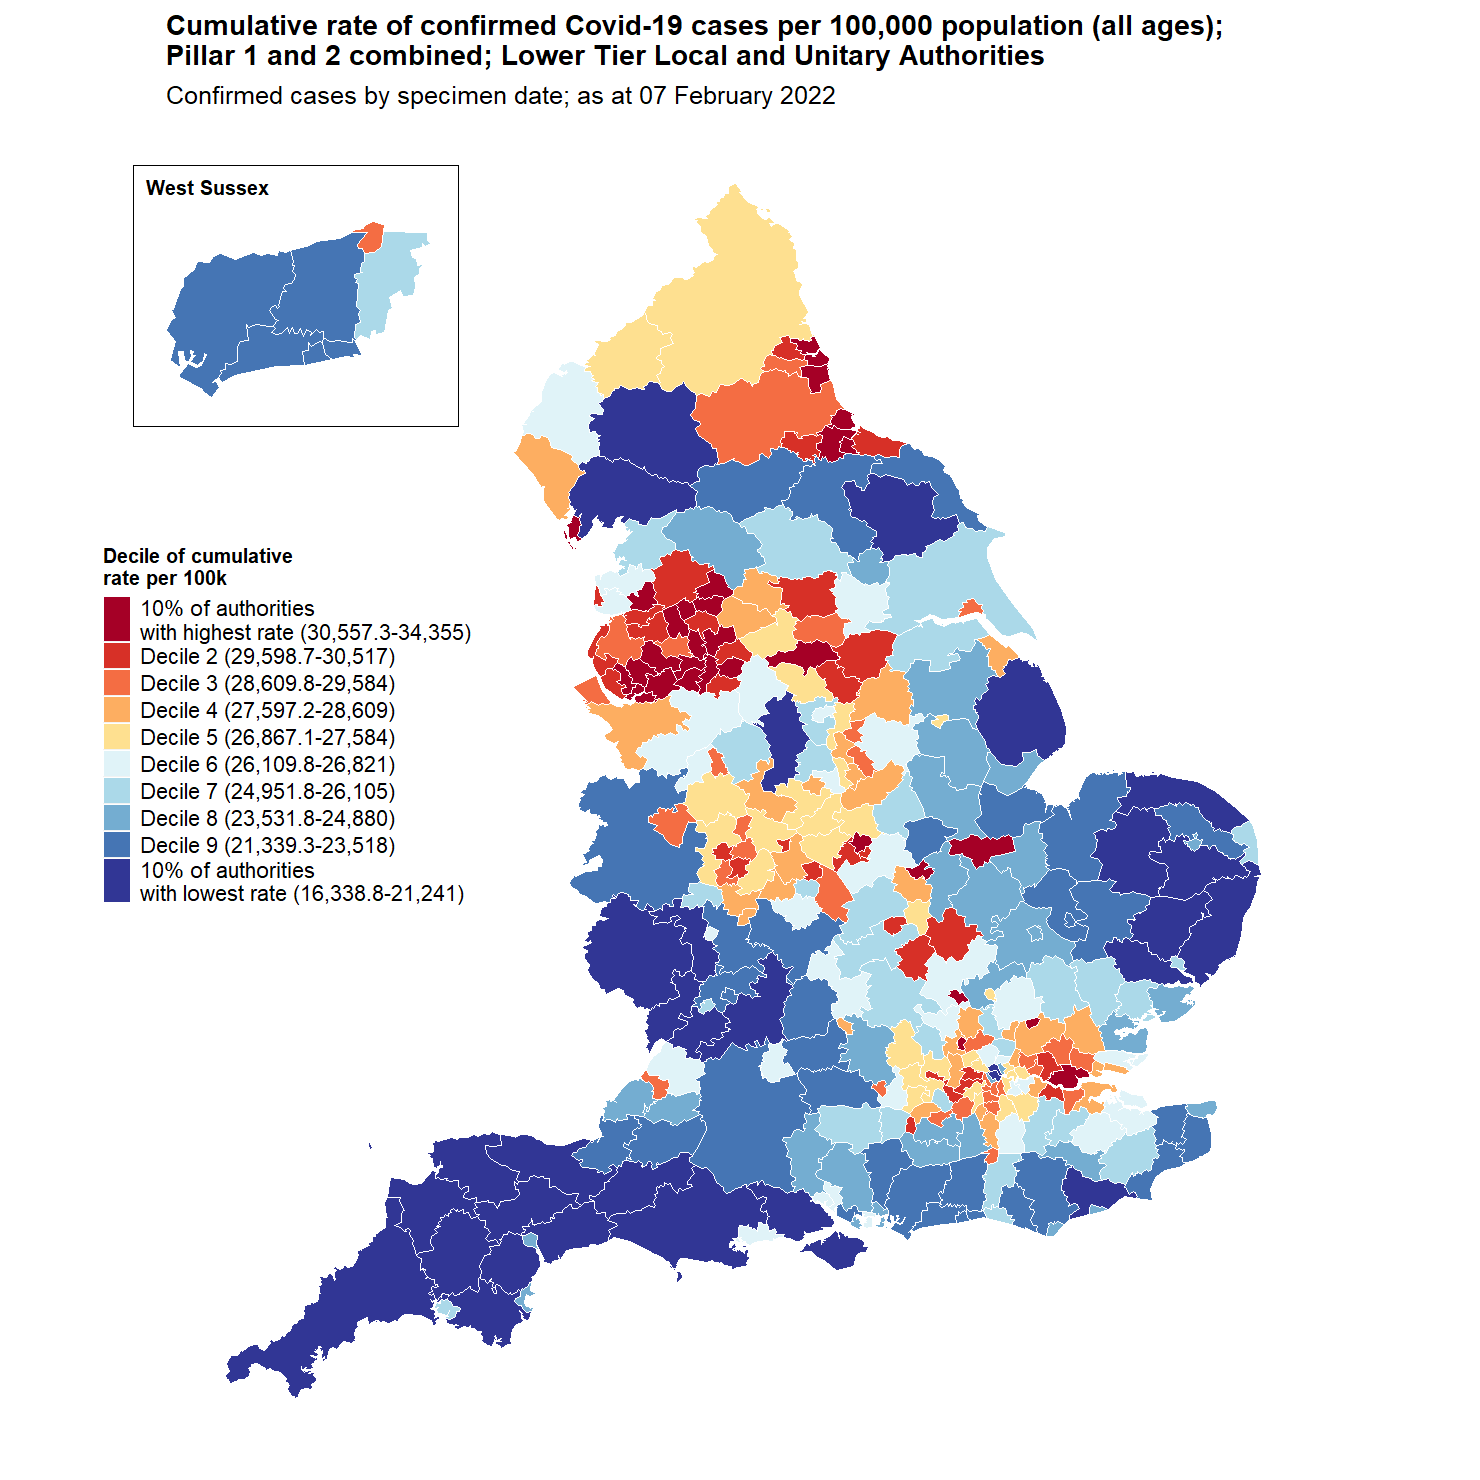 Cumulative rate of confirmed Covid-19 cases per 100,000 population (all ages);
Pillar 1 and 2 combined; Lower Tier Local and Unitary Authorities
Confirmed cases by specimen date; as at 07 February 2022
West Sussex
Decile of cumulative
rate per 100k
10% of authorities
with highest rate (30,557.3-34,355)
Decile 2 (29,598.7-30,517)
Decile 3 (28,609.8-29,584)
Decile 4 (27,597.2-28,609)
Decile 5 (26,867.1-27,584)
Decile 6 (26,109.8-26,821)
Decile 7 (24,951.8-26,105)
Decile 8 (23,531.8-24,880)
Decile 9 (21,339.3-23,518)
10% of authorities
with lowest rate (16,338.8-21,241)